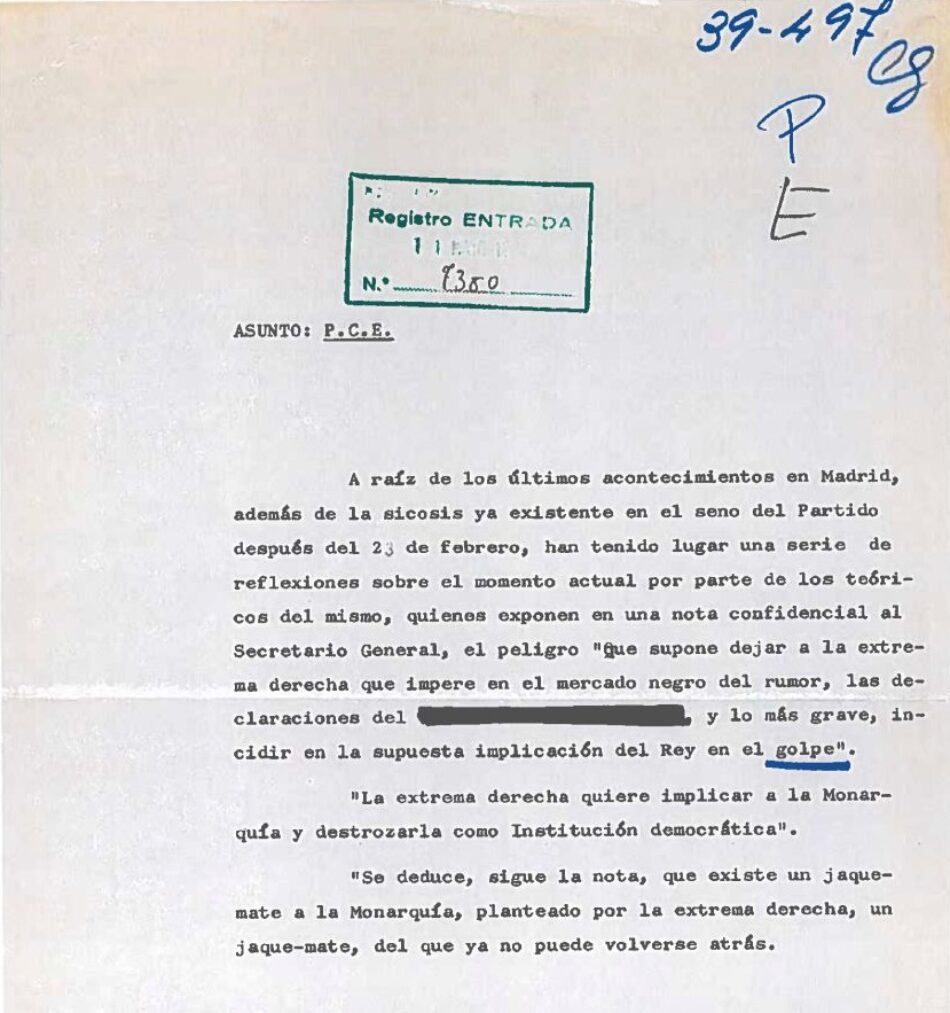 39-497
P
E
Registro ENTRADA
11
N.º 7380
ASUNTO: P.C.E.
A raíz de los últimos acontecimientos en Madrid,
además de la sicosis ya existente en el seno del Partido
después del 23 de febrero, han tenido lugar una serie de
reflexiones sobre el momento actual por parte de los teóri-
cos del mismo, quienes exponen en una nota confidencial al
Secretario General, el peligro "Que supone dejar a la extre-
ma derecha que impere en el mercado negro del rumor, las de-
claraciones del , y lo más grave, in-
cidir en la supuesta implicación del Rey en el golpe".
"La extrema derecha quiere implicar a la Monar-
quía y destrozarla como Institución democrática".
"Se deduce, sigue la nota, que existe un jaque-
mate a la Monarquía, planteado por la extrema derecha, un
jaque-mate, del que ya no puede volverse atrás.